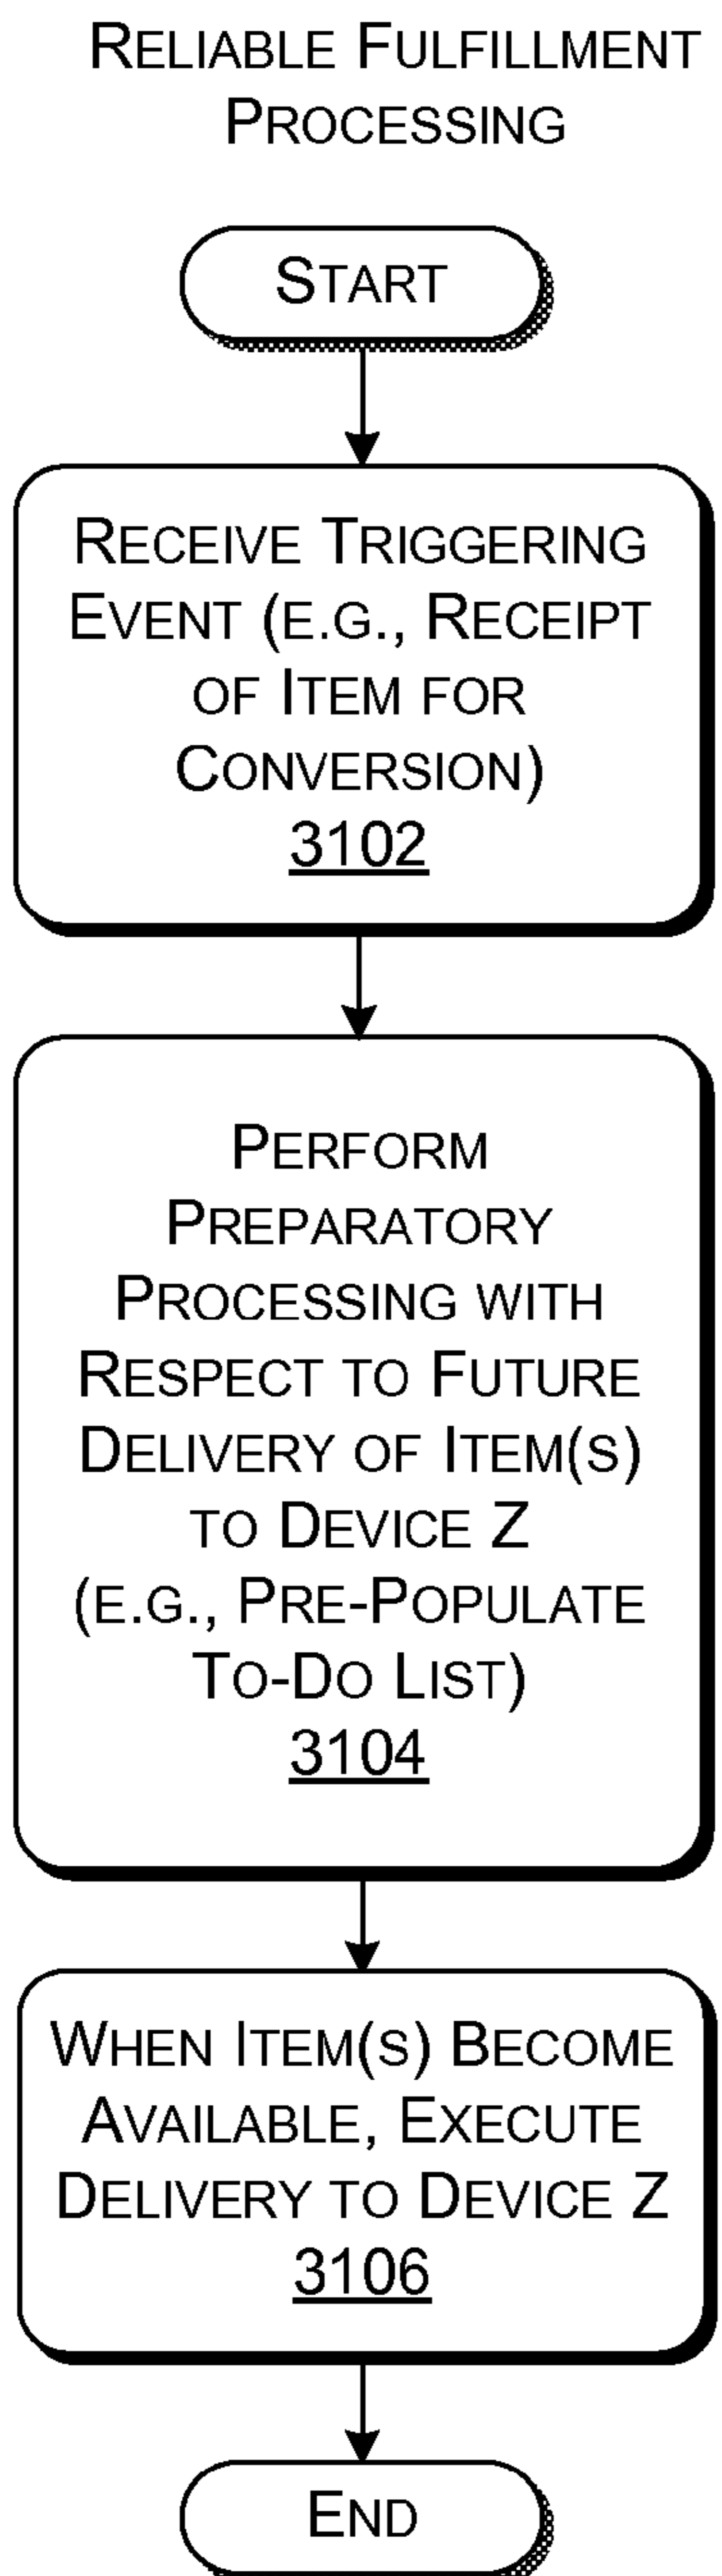 RELIABLE FULFILLMENT
PROCESSING
START
RECEIVE TRIGGERING
EVENT (E.G., RECEIPT
OF ITEM FOR
CONVERSION)
3102
PERFORM
PREPARATORY
PROCESSING WITH
RESPECT TO FUTURE
DELIVERY OF ITEM(S)
TO DEVICE Z
(E.G., PRE-POPULATE
TO-DO LIST)
3104
WHEN ITEM(S) BECOME
AVAILABLE, EXECUTE
DELIVERY TO DEVICE Z
3106
END